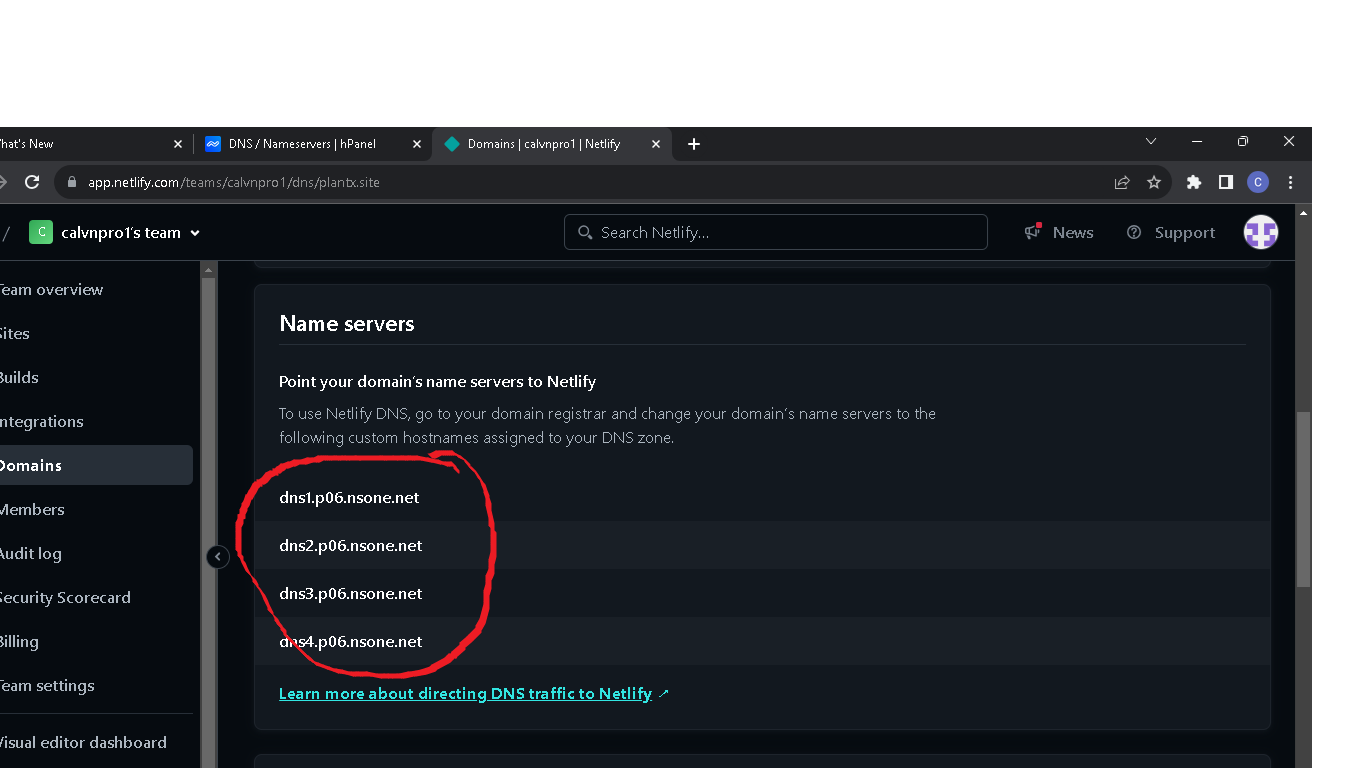 hat's New
DNS / Nameservers | hPanel
Domains | calvnpro1 | Netlify
app.netlify.com/teams/calvnpro1/dns/plantx.site
C
/
C
calvnpro1's team
Search Netlify...
News
Support
Team overview
Sites
Builds
Integrations
Domains
Members
Audit log
Security Scorecard
Billing
Team settings
Visual editor dashboard
Name servers
Point your domain's name servers to Netlify
To use Netlify DNS, go to your domain registrar and change your domain's name servers to the
following custom hostnames assigned to your DNS zone.
dns1.p06.nsone.net
dns2.p06.nsone.net
dns3.p06.nsone.net
dns4.p06.nsone.net
Learn more about directing DNS traffic to Netlify